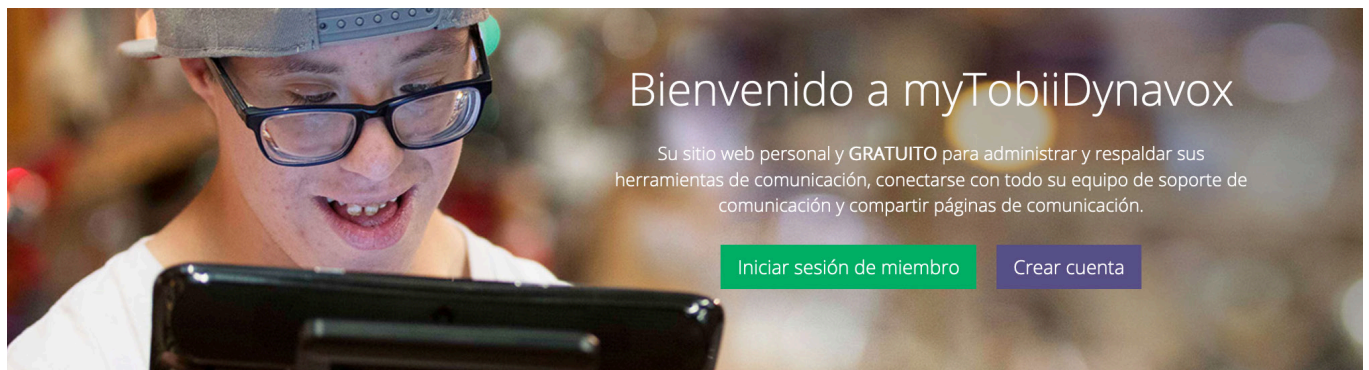 Bienvenido a myTobiiDynavox
Su sitio web personal y GRATUITO para administrar y respaldar sus
herramientas de comunicación, conectarse con todo su equipo de soporte de
comunicación y compartir páginas de comunicación.
Iniciar sesión de miembro
Crear cuenta